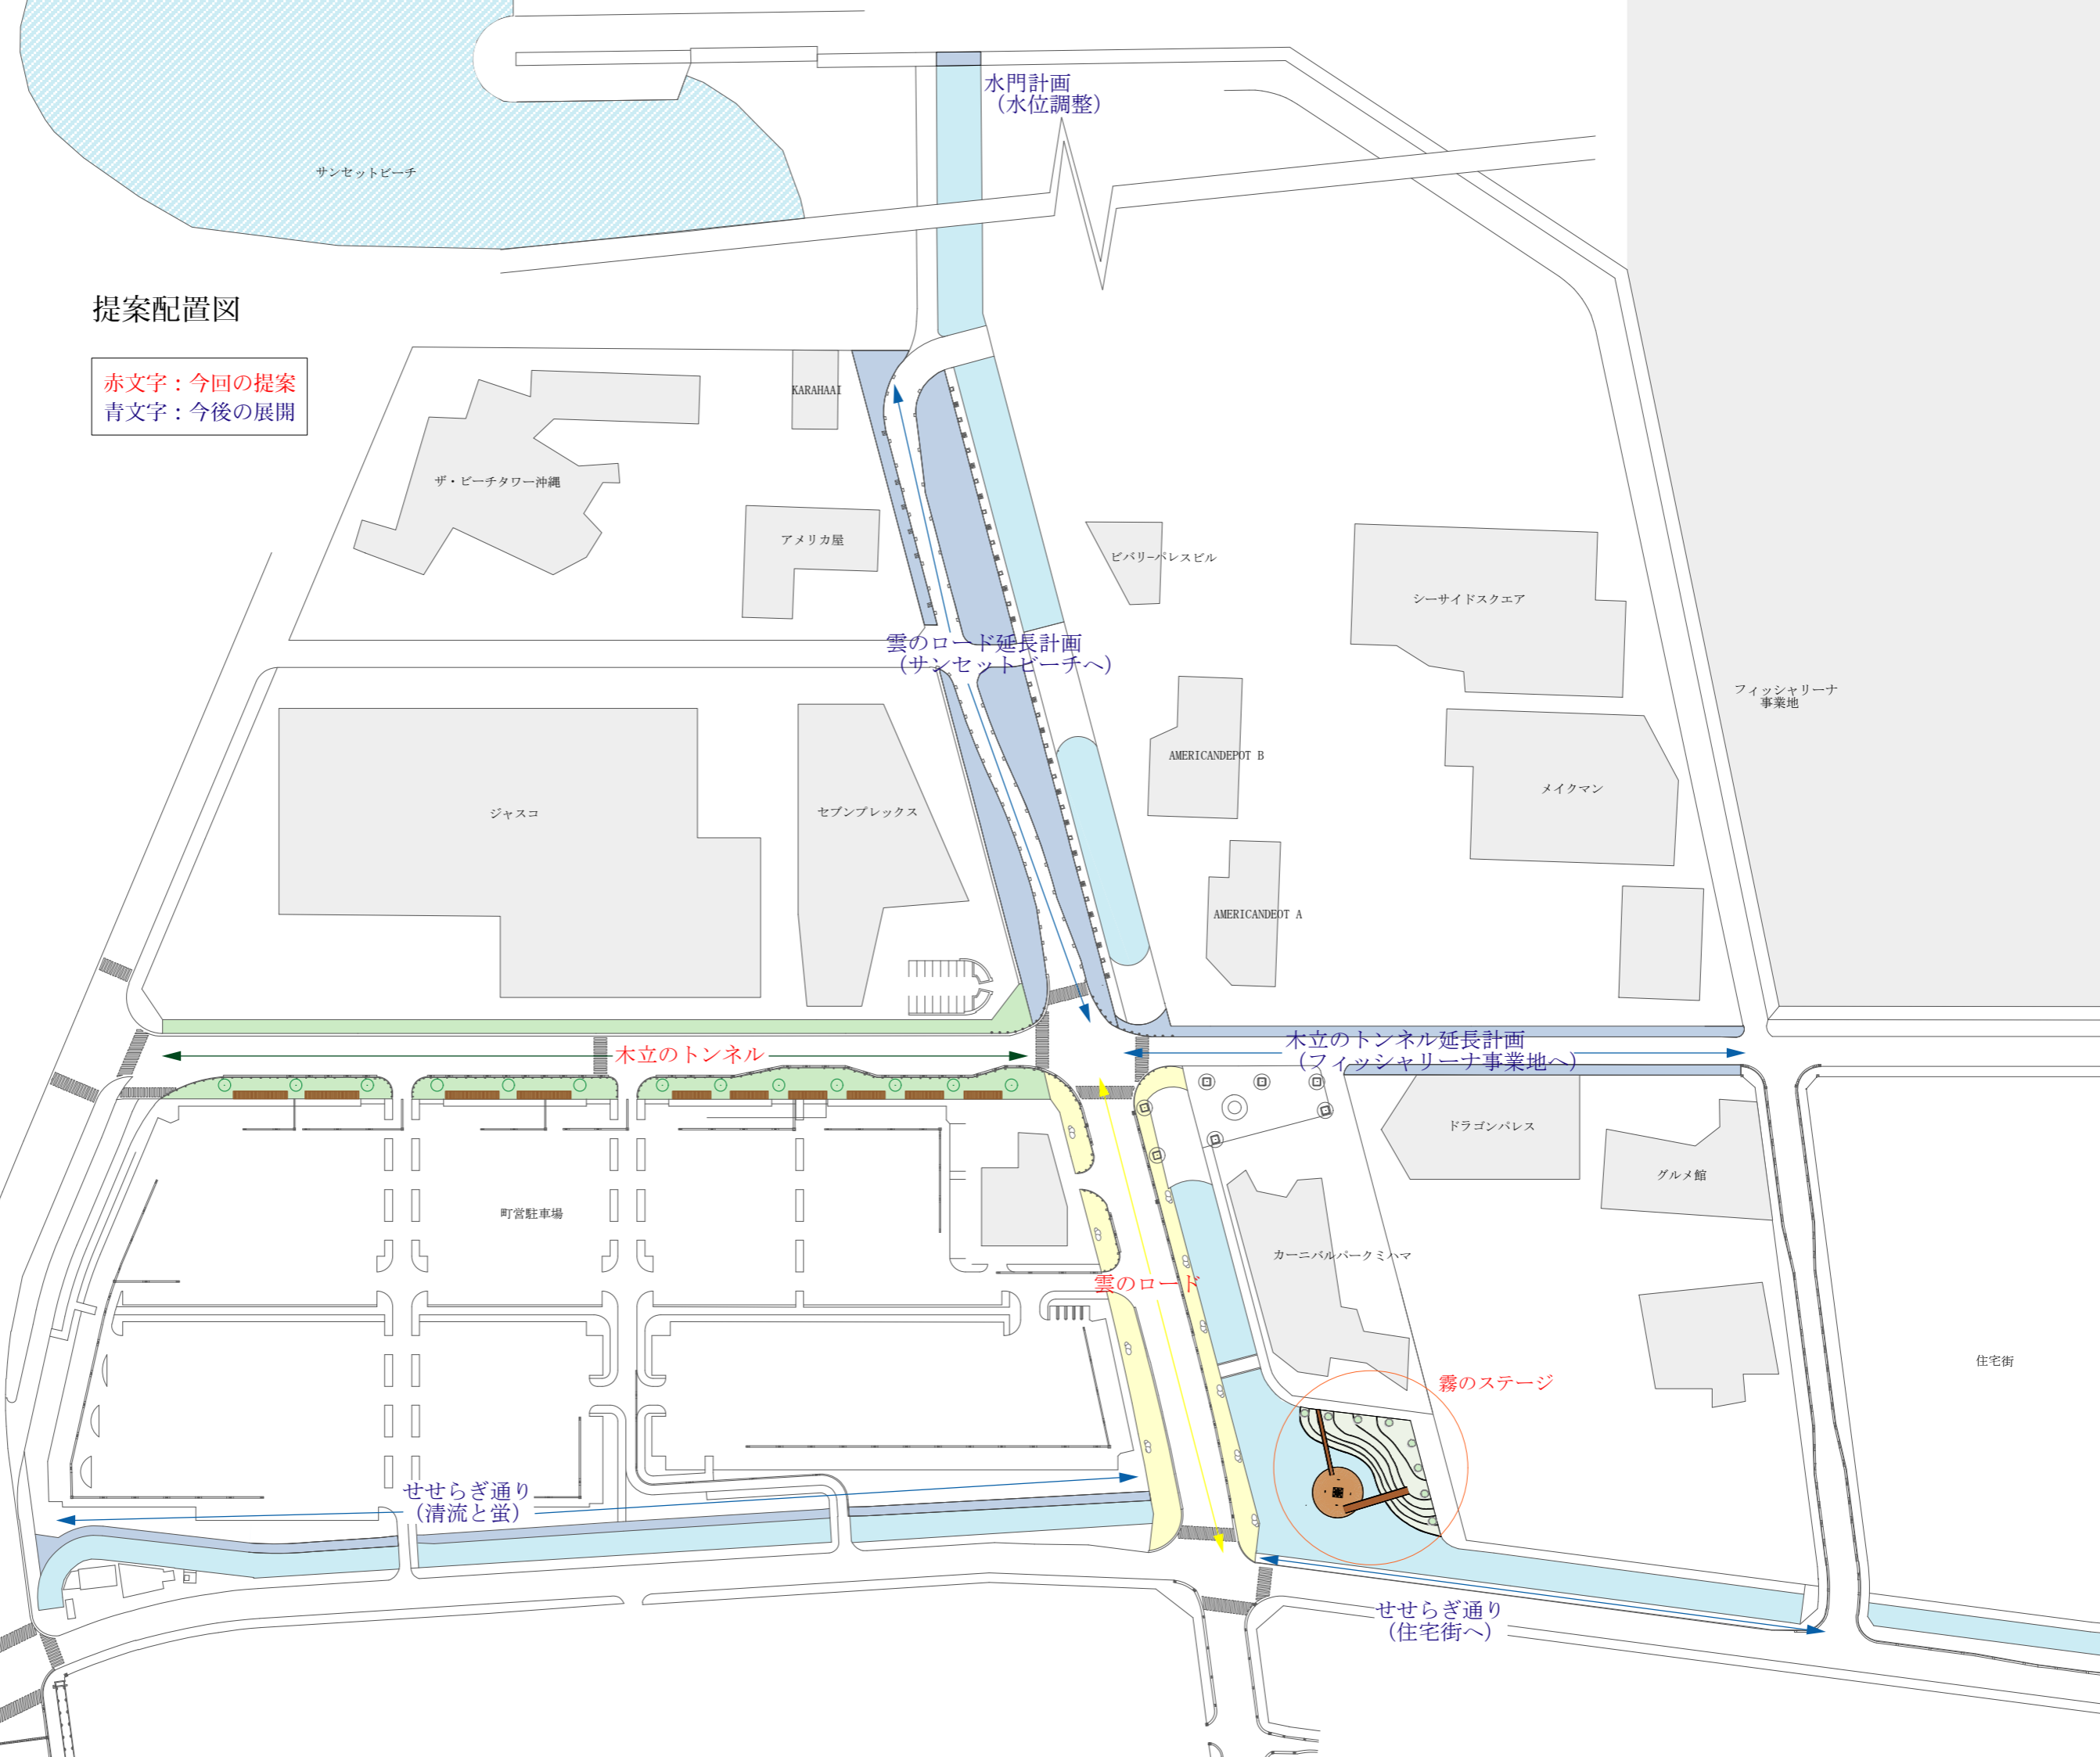 水門計画
（水位調整）
サンセットビーチ
提案配置図
赤文字：今回の提案
青文字：今後の展開
KARAHAAI
ザ・ビーチタワー沖縄
アメリカ屋
ビバリーパレスビル
シーサイドスクエア
雲のロード延長計画
（サンセットビーチへ）
フィッシャリーナ
事業地
AMERICANDEPOT B
メイクマン
ジャスコ
セブンプレックス
AMERICANDEOT A
木立のトンネル
木立のトンネル延長計画
（フィッシャリーナ事業地へ）
ドラゴンパレス
グルメ館
町営駐車場
カーニバルパークミハマ
雲のロード
住宅街
霧のステージ
せせらぎ通り
（清流と蛍）
せせらぎ通り
（住宅街へ）